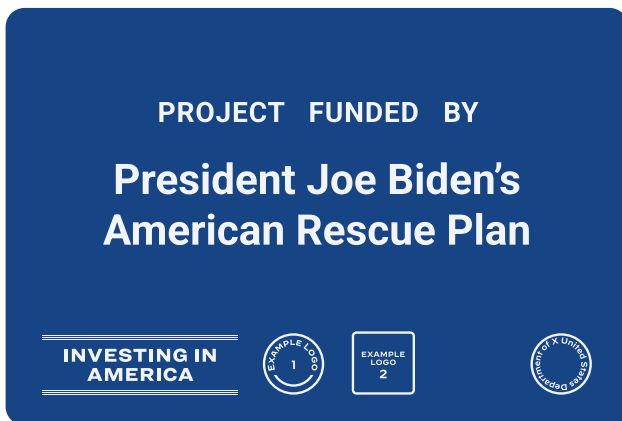 PROJECT FUNDED BY
President Joe Biden’s
American Rescue Plan
INVESTING IN
AMERICA
EXAMPLE LOGO
1
EXAMPLE
LOGO
2
Department of X United States